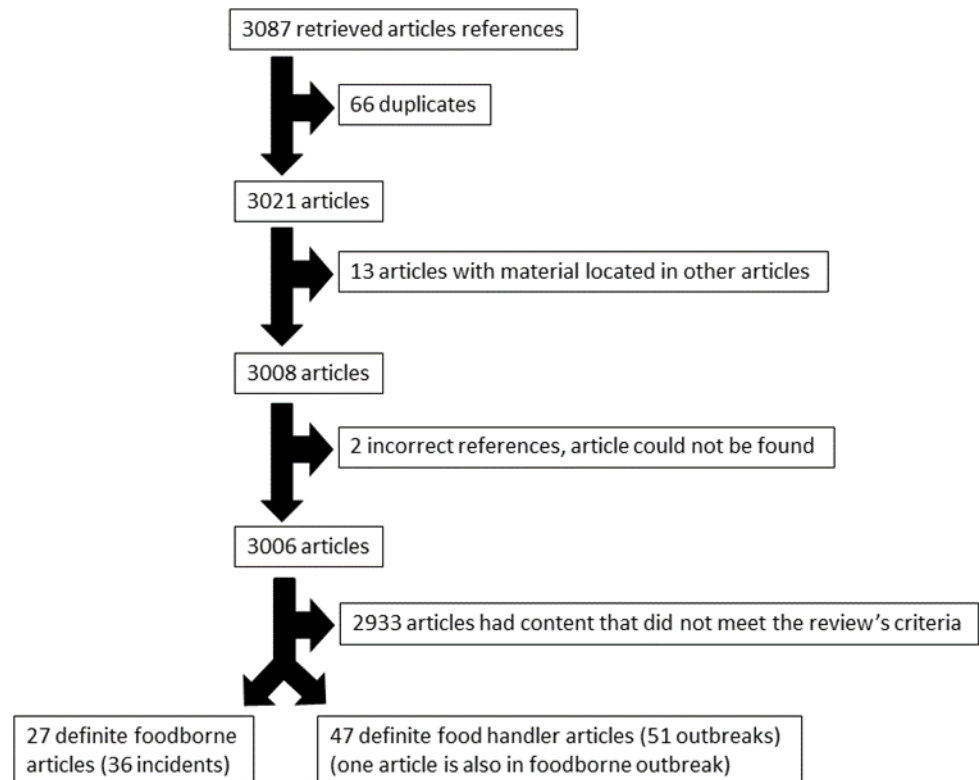 3087 retrieved articles references
66 duplicates
3021 articles
13 articles with material located in other articles
3008 articles
2 incorrect references, article could not be found
3006 articles
2933 articles had content that did not meet the review's criteria
27 definite foodborne
articles (36 incidents)
47 definite food handler articles (51 outbreaks)
(one article is also in foodborne outbreak)